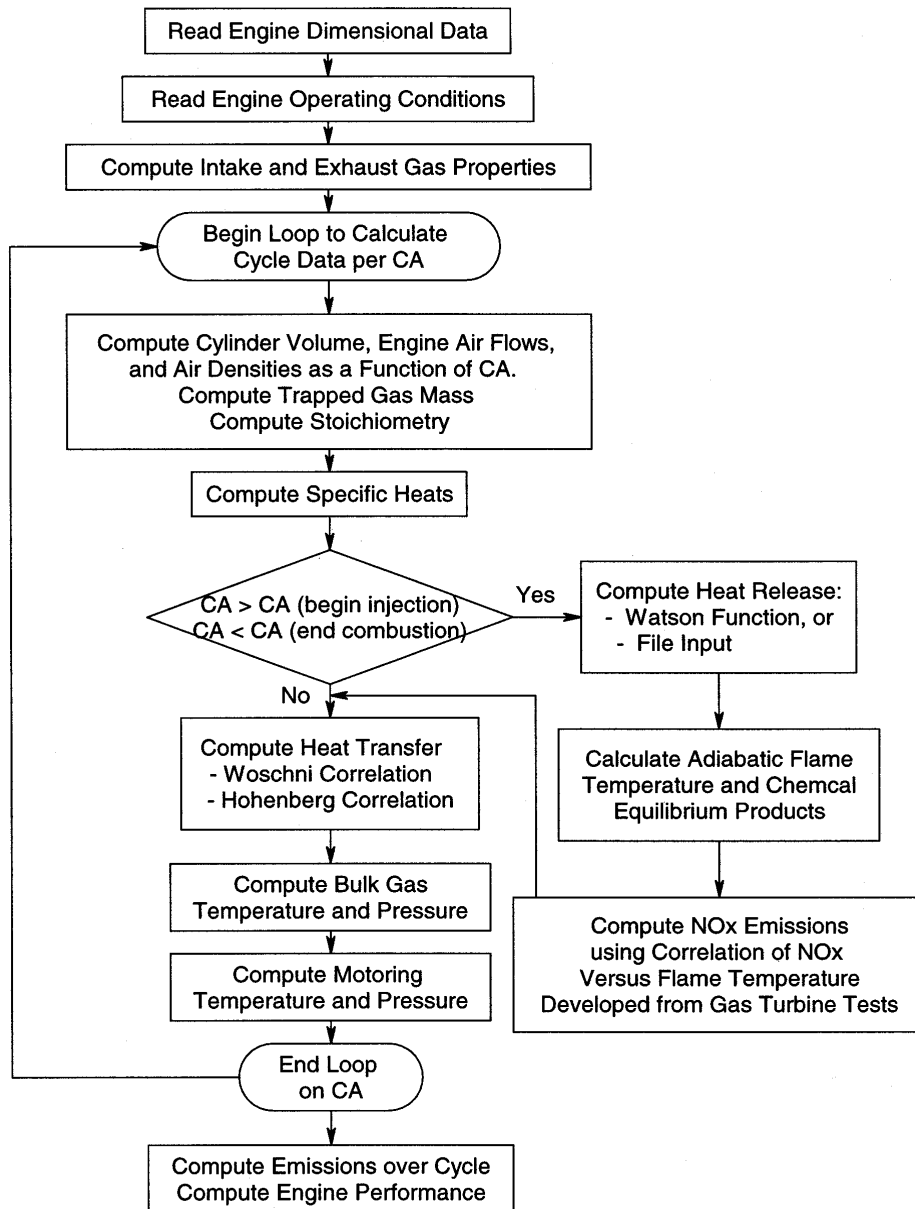 Read Engine Dimensional Data
Read Engine Operating Conditions
Compute Intake and Exhaust Gas Properties
Begin Loop to Calculate
Cycle Data per CA
Compute Cylinder Volume, Engine Air Flows,
and Air Densities as a Function of CA.
Compute Trapped Gas Mass
Compute Stoichiometry
Compute Specific Heats
CA > CA (begin injection)
CA < CA (end combustion)
Yes
Compute Heat Release:
- Watson Function, or
- File Input
Calculate Adiabatic Flame
Temperature and Chemcal
Equilibrium Products
Compute NOx Emissions
using Correlation of NOx
Versus Flame Temperature
Developed from Gas Turbine Tests
No
Compute Heat Transfer
- Woschni Correlation
- Hohenberg Correlation
Compute Bulk Gas
Temperature and Pressure
Compute Motoring
Temperature and Pressure
End Loop
on CA
Compute Emissions over Cycle
Compute Engine Performance